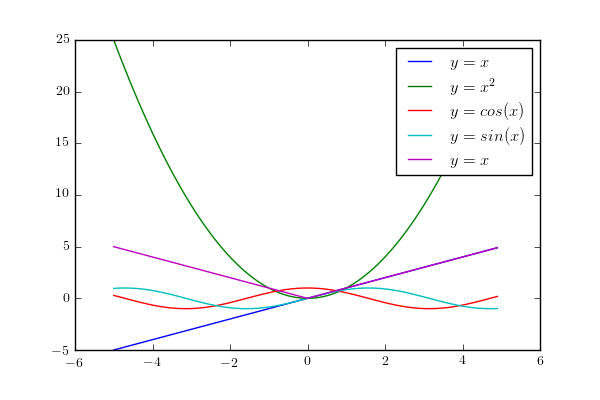 25
20
15
10
5
0
−5
−6 −4 −2 0 2 4 6
y = x
y = x²
y = cos(x)
y = sin(x)
y = x